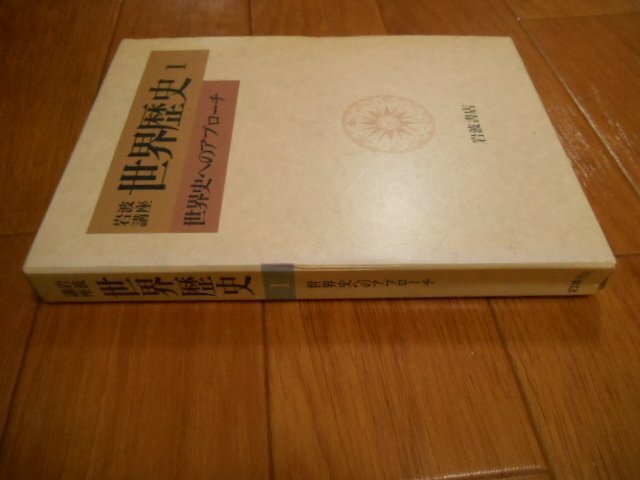 岩波
講座
世界歴史 1
世界史へのアプローチ
岩波書店
岩波
講座
世界歴史
1
世界史へのアプローチ
岩波書店